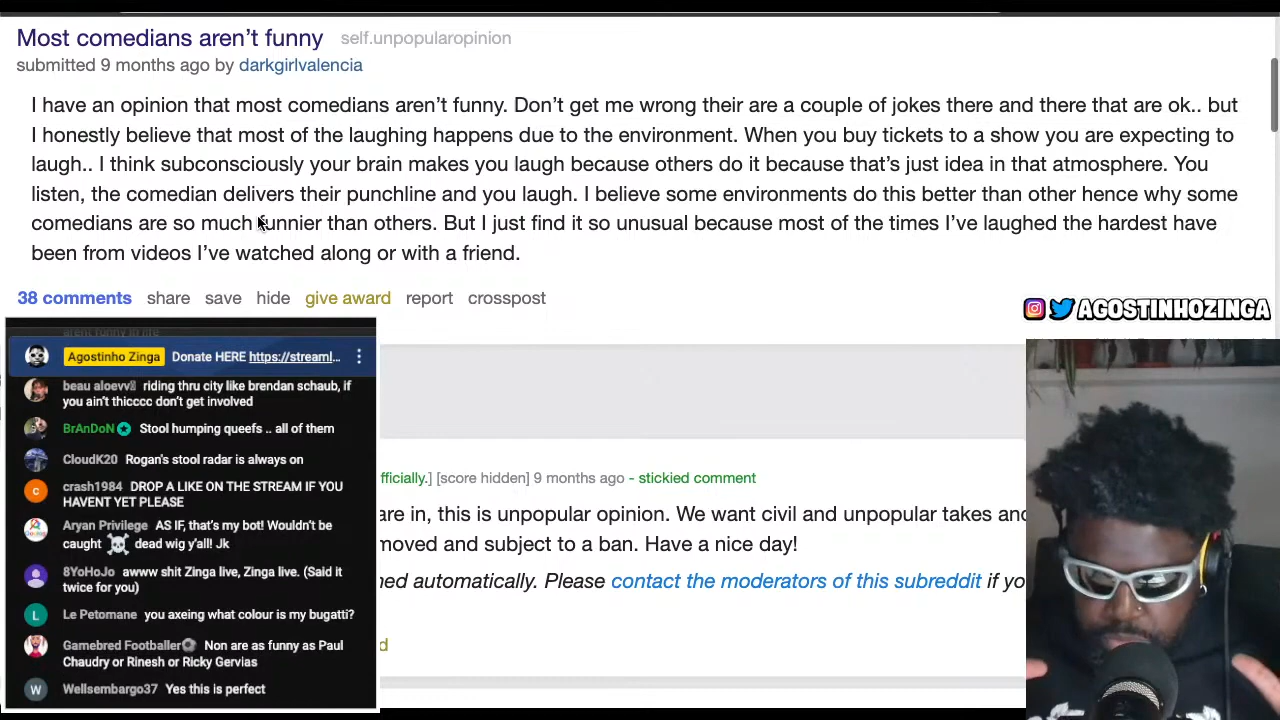 Most comedians aren't funny self.unpopularopinion
submitted 9 months ago by darkgirlvalencia
I have an opinion that most comedians aren't funny. Don't get me wrong their are a couple of jokes there and there that are ok.. but
I honestly believe that most of the laughing happens due to the environment. When you buy tickets to a show you are expecting to
laugh.. I think subconsciously your brain makes you laugh because others do it because that's just idea in that atmosphere. You
listen, the comedian delivers their punchline and you laugh. I believe some environments do this better than other hence why some
comedians are so much funnier than others. But I just find it so unusual because most of the times I've laughed the hardest have
been from videos I've watched along or with a friend.
38 comments share save hide give award report crosspost
AGOSTINHOZINGA
arent funny to life
Agostinho Zinga Donate HERE https://streaml...
beau aloevv riding thru city like brendan schaub, if
you ain't thicccc don't get involved
BrAnDoN Stool humping queefs .. all of them
CloudK20 Rogan's stool radar is always on
crash1984 DROP A LIKE ON THE STREAM IF YOU
HAVENT YET PLEASE
Aryan Privilege AS IF, that's my bot! Wouldn't be
caught dead wig y'all! Jk
8YoHoJo awww shit Zinga live, Zinga live. (Said it
twice for you)
Le Petomane you axeing what colour is my bugatti?
Gamebred Footballer Non are as funny as Paul
Chaudry or Rinesh or Ricky Gervias
Wellsembargo37 Yes this is perfect
fficially.] [score hidden] 9 months ago - stickied comment
are in, this is unpopular opinion. We want civil and unpopular takes and
moved and subject to a ban. Have a nice day!
ned automatically. Please contact the moderators of this subreddit if yo
d